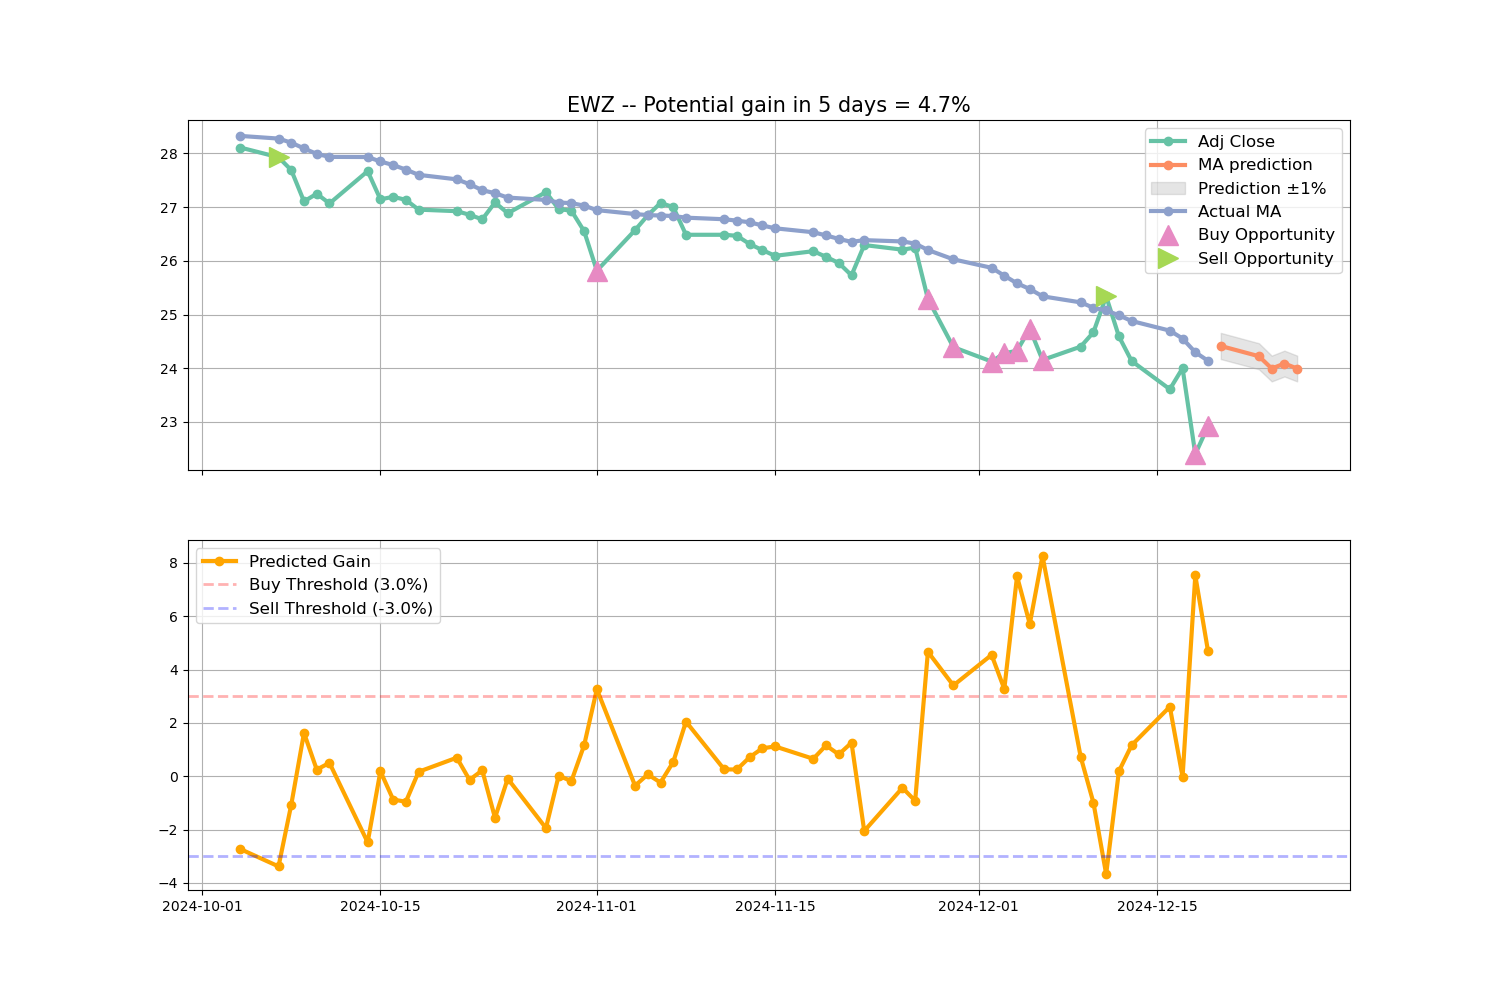 EWZ -- Potential gain in 5 days = 4.7%
28
27
26
25
24
23
Adj Close
MA prediction
Prediction ±1%
Actual MA
Buy Opportunity
Sell Opportunity
8
6
4
2
0
−2
−4
Predicted Gain
Buy Threshold (3.0%)
Sell Threshold (-3.0%)
2024-10-01
2024-10-15
2024-11-01
2024-11-15
2024-12-01
2024-12-15